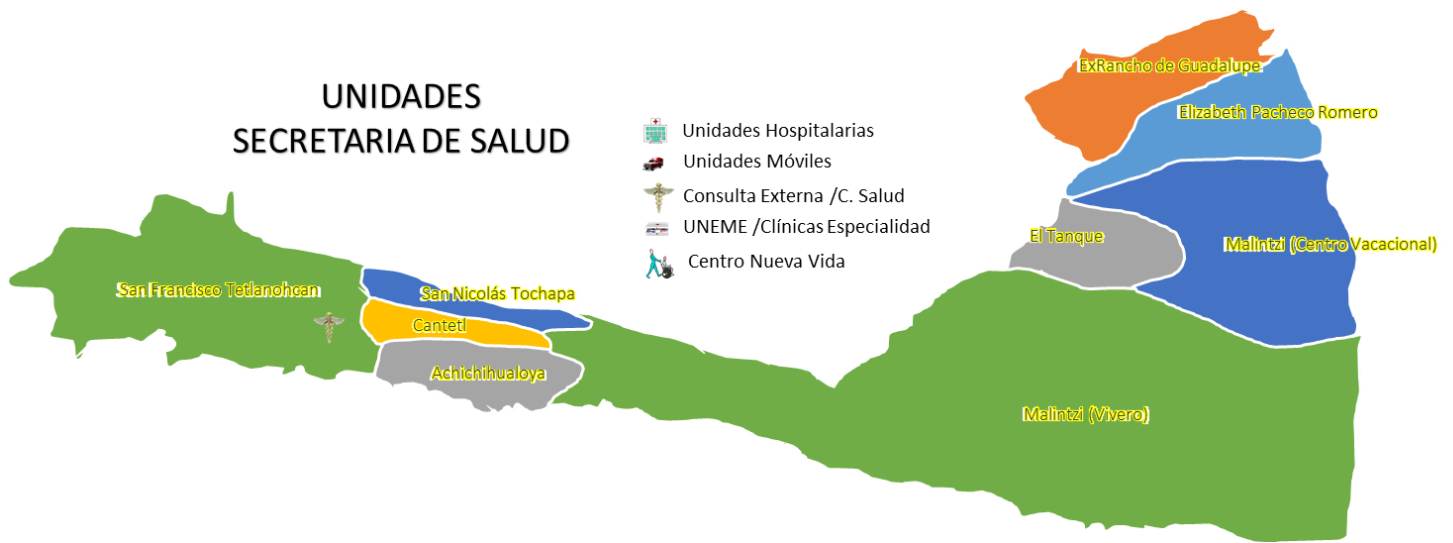 UNIDADES
SECRETARIA DE SALUD
Unidades Hospitalarias
Unidades Móviles
Consulta Externa /C. Salud
UNEME /Clínicas Especialidad
Centro Nueva Vida
ExRancho de Guadalupe
Elizabeth Pacheco Romero
El Tanque
Malintzi (Centro Vacacional)
San Francisco Tetlanohcan
San Nicolás Tochapa
Cantetl
Achichihualoya
Malintzi (Vivero)